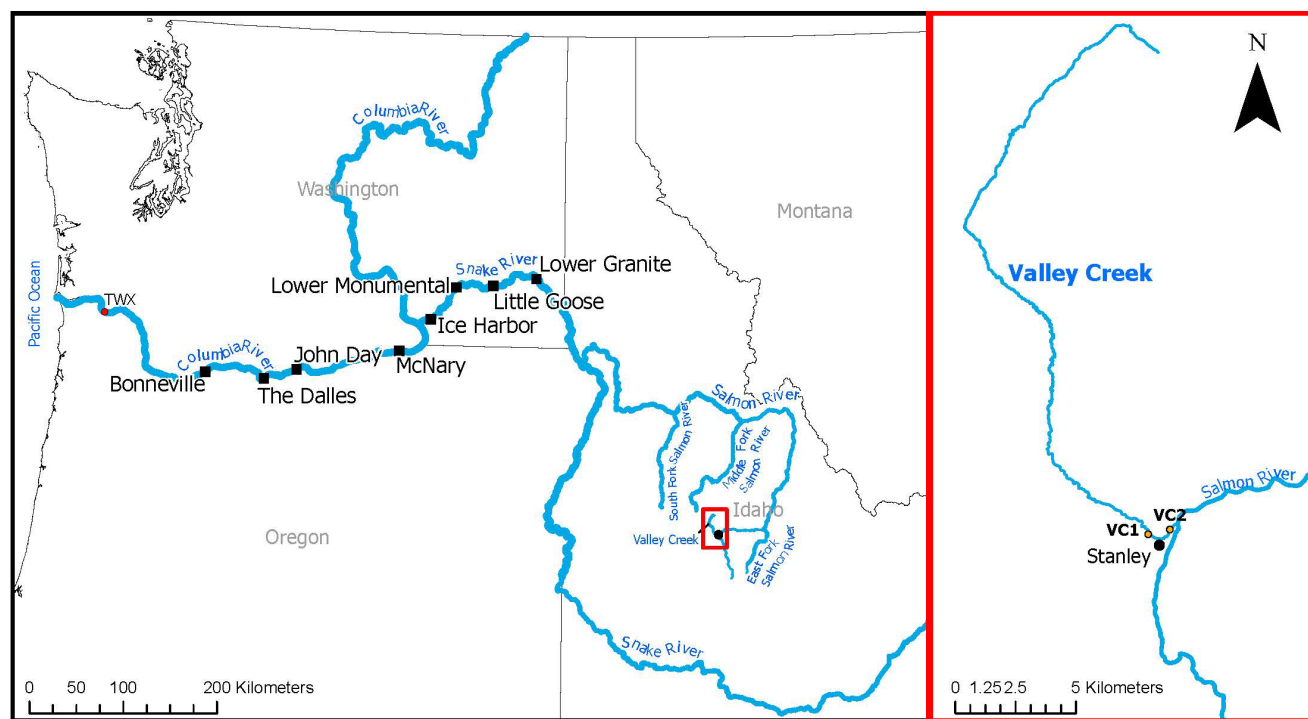 Columbia River
Washington
Montana
Pacific Ocean
TWX
Snake River
Lower Granite
Lower Monumental
Little Goose
Ice Harbor
Columbia River
John Day
McNary
Bonneville
The Dalles
Salmon River
South Fork Salmon River
Middle Fork
Salmon River
Idaho
Oregon
Valley Creek
East Fork
Salmon River
Snake River
0 50 100 200 Kilometers
N
Valley Creek
Salmon River
VC1
VC2
Stanley
0 1.25 2.5 5 Kilometers